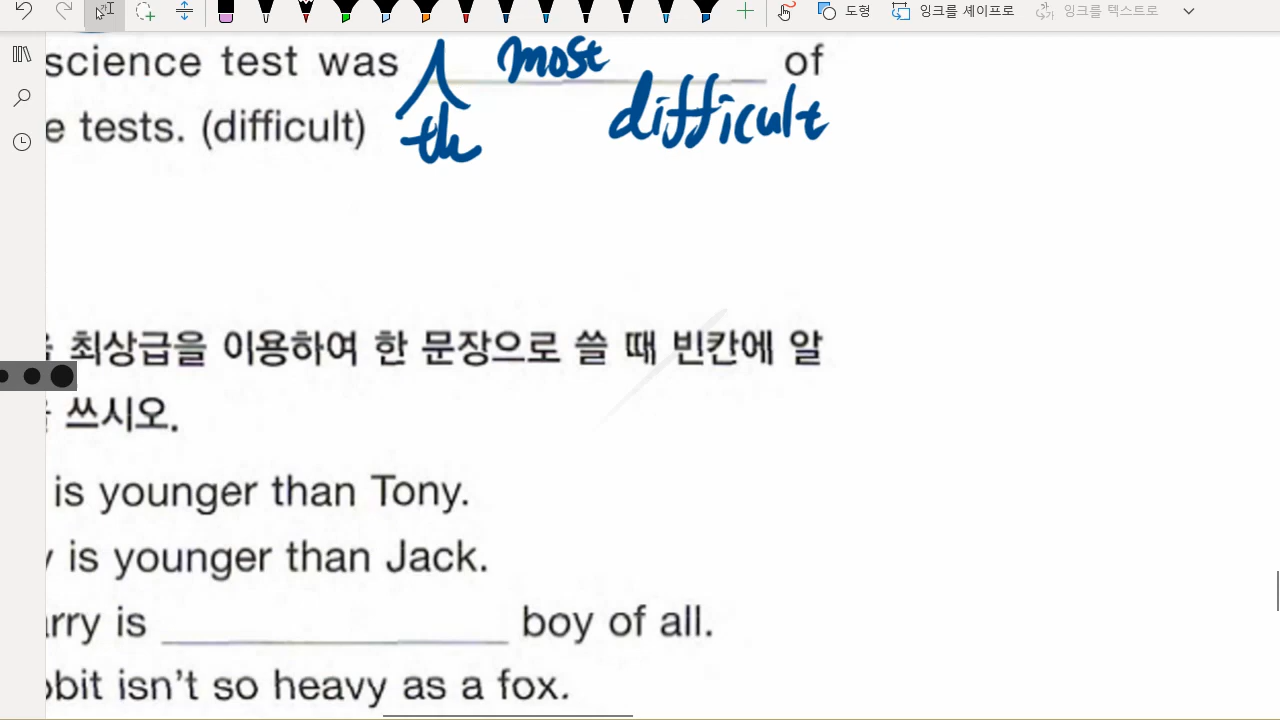 도형 잉크를 셰이프로 잉크를 텍스트로
science test was the most of
difficult
tests. (difficult)
최상급을 이용하여 한 문장으로 쓸 때 빈칸에 알
쓰시오.
is younger than Tony.
is younger than Jack.
is boy of all.
isn't so heavy as a fox.